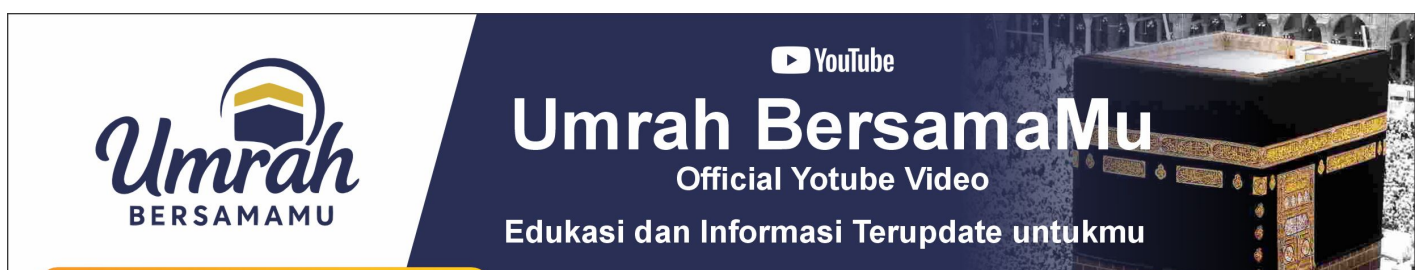 Umrah
BERSAMAMU
YouTube
Umrah BersamaMu
Official Yotube Video
Edukasi dan Informasi Terupdate untukmu